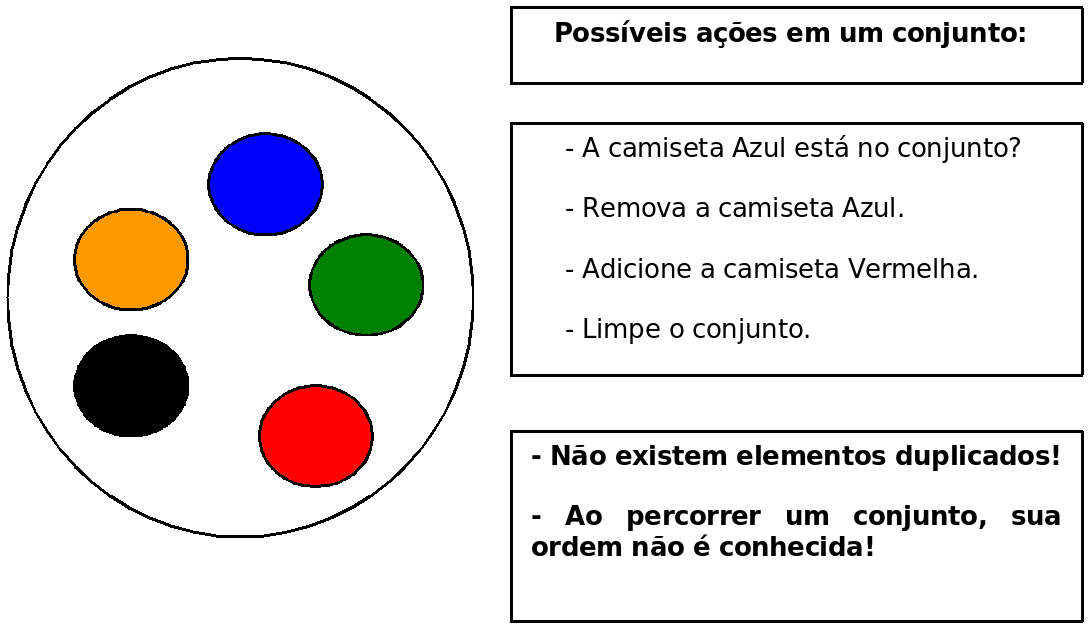 Possíveis ações em um conjunto:
- A camiseta Azul está no conjunto?
- Remova a camiseta Azul.
- Adicione a camiseta Vermelha.
- Limpe o conjunto.
- Não existem elementos duplicados!
- Ao percorrer um conjunto, sua
ordem não é conhecida!